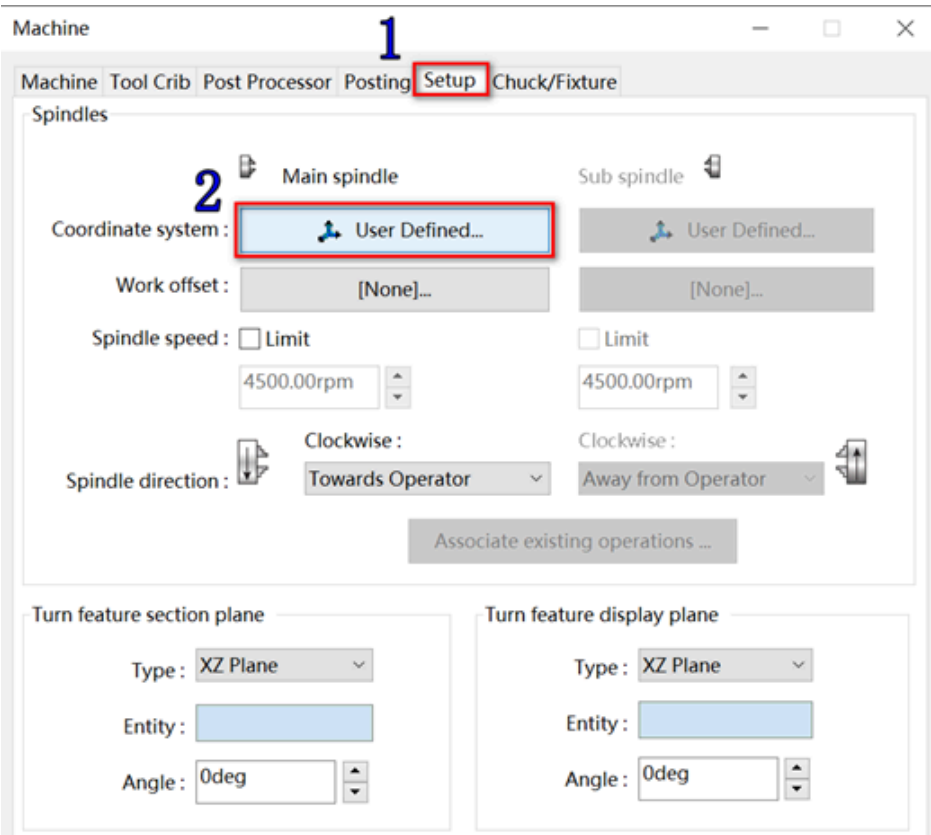 Machine
1
Machine Tool Crib Post Processor Posting Setup Chuck/Fixture
Spindles
2
Main spindle Sub spindle
Coordinate system : User Defined... User Defined...
Work offset : [None]... [None]...
Spindle speed : Limit Limit
4500.00rpm 4500.00rpm
Clockwise : Clockwise :
Spindle direction : Towards Operator Away from Operator
Associate existing operations ...
Turn feature section plane Turn feature display plane
Type : XZ Plane Type : XZ Plane
Entity : Entity :
Angle : 0deg Angle : 0deg